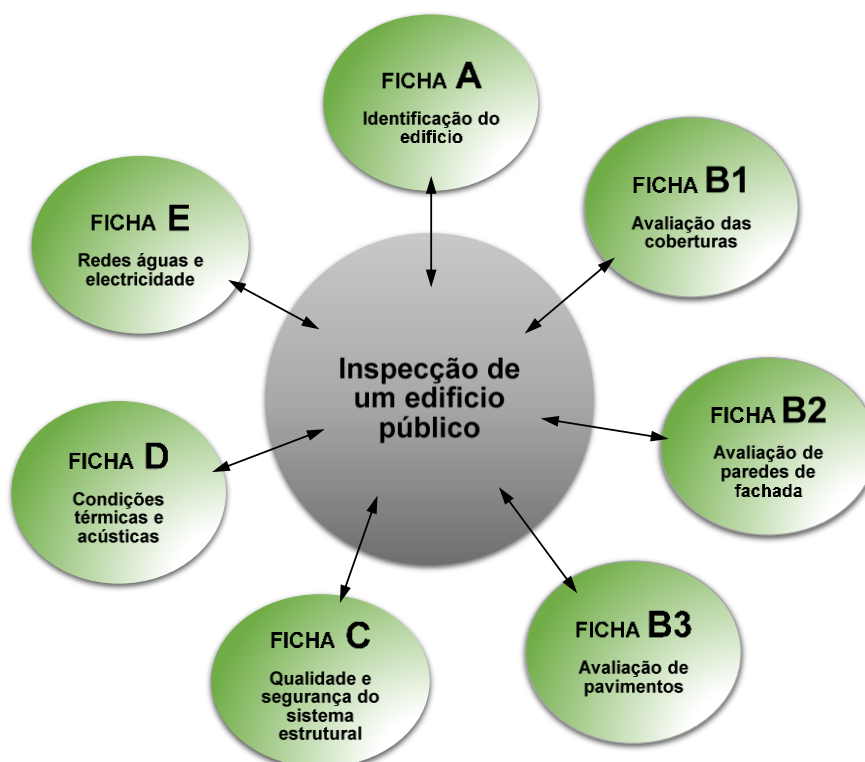 FICHA A
Identificação do
edificio
FICHA B1
Avaliação das
coberturas
FICHA B2
Avaliação de
paredes de
fachada
FICHA B3
Avaliação de
pavimentos
FICHA C
Qualidade e
segurança do
sistema
estrutural
FICHA D
Condições
térmicas e
acústicas
FICHA E
Redes águas e
electricidade
Inspecção de
um edificio
público